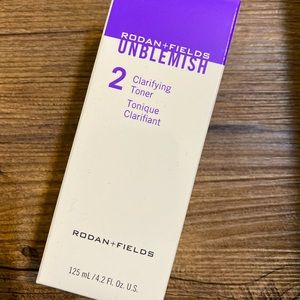 RODAN+FIELDS
UNBLEMISH
2
Clarifying
Toner
Tonique
Clarifiant
RODAN+FIELDS
125 mL/4.2 Fl. Oz. U.S.